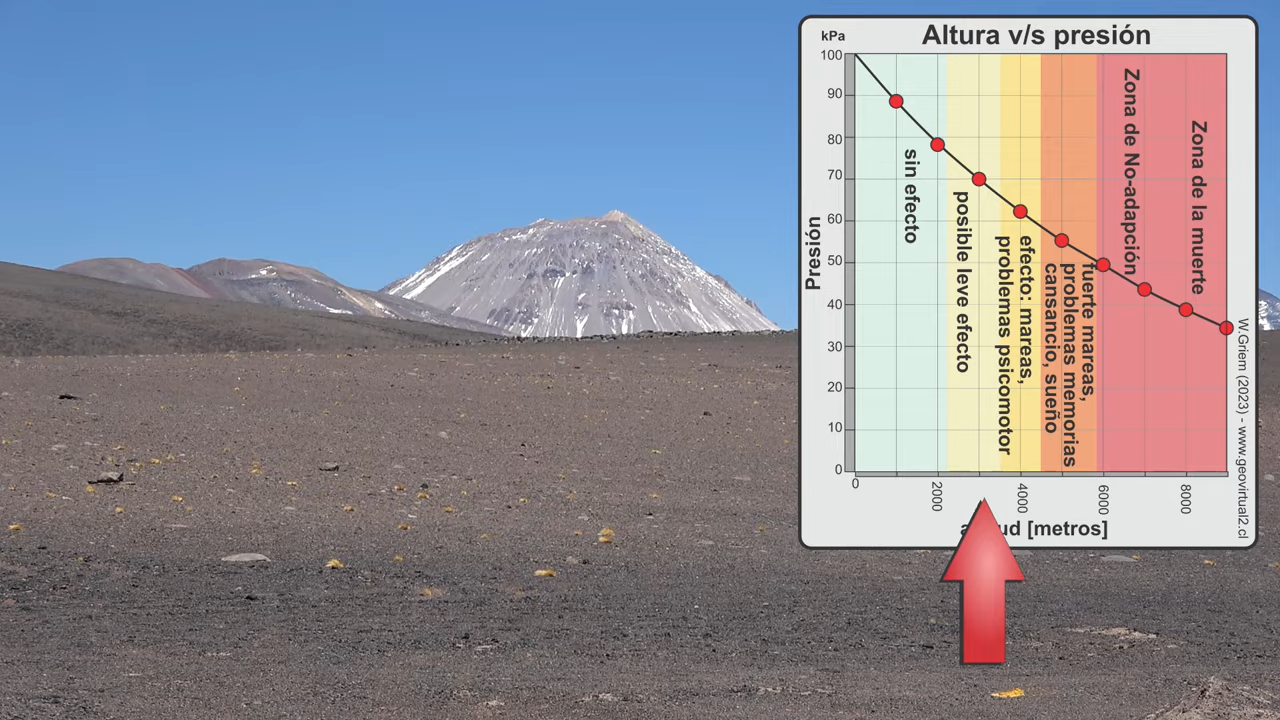 Altura v/s presión
kPa
100
90
80
70
60
50
40
30
20
10
0
Presión
sin efecto
posible leve efecto
efecto: mareas,
problemas psicomotor
fuerte mareas,
problemas memorias
cansancio, sueño
Zona de No-adapción
Zona de la muerte
0
2000
4000
6000
8000
[metros]
W.Griem (2023) - www.geovirtual2.cl